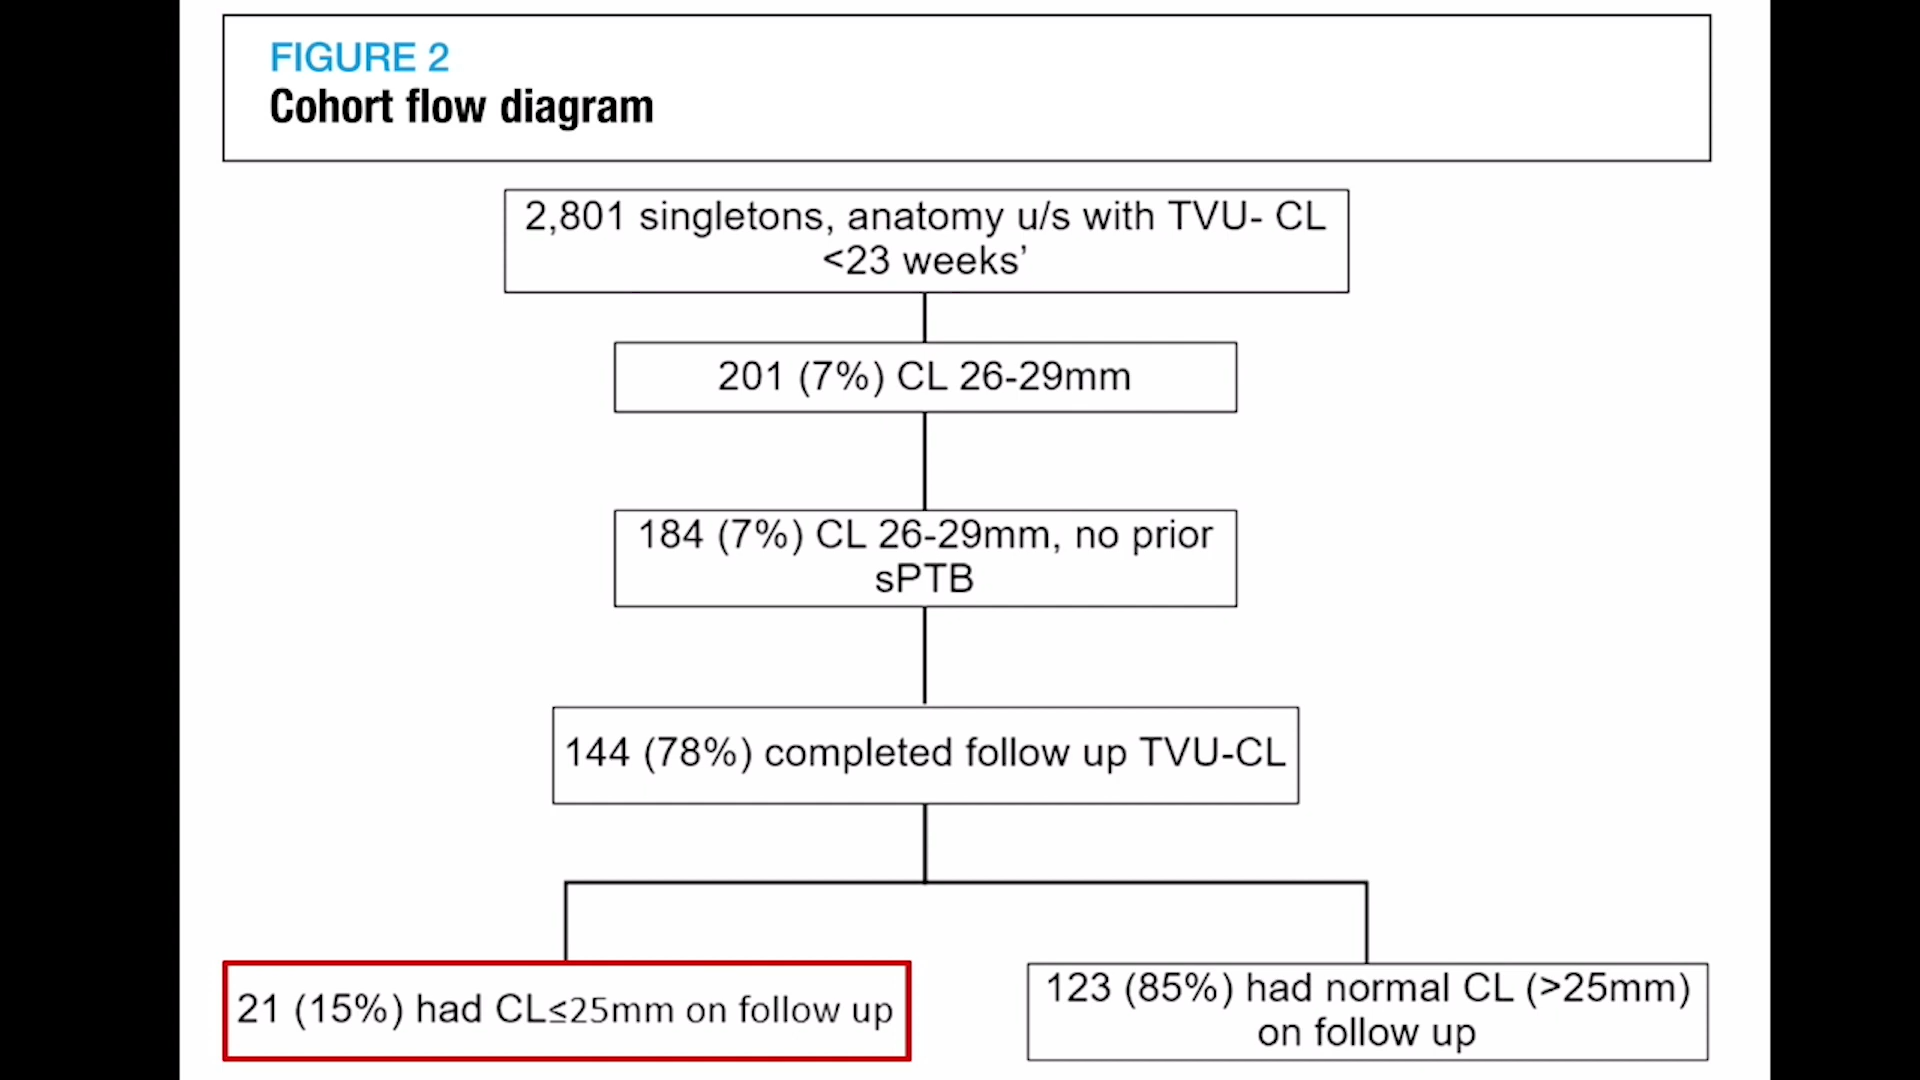 FIGURE 2
Cohort flow diagram
2,801 singletons, anatomy u/s with TVU- CL
<23 weeks’
201 (7%) CL 26-29mm
184 (7%) CL 26-29mm, no prior
sPTB
144 (78%) completed follow up TVU-CL
21 (15%) had CL≤25mm on follow up
123 (85%) had normal CL (>25mm)
on follow up